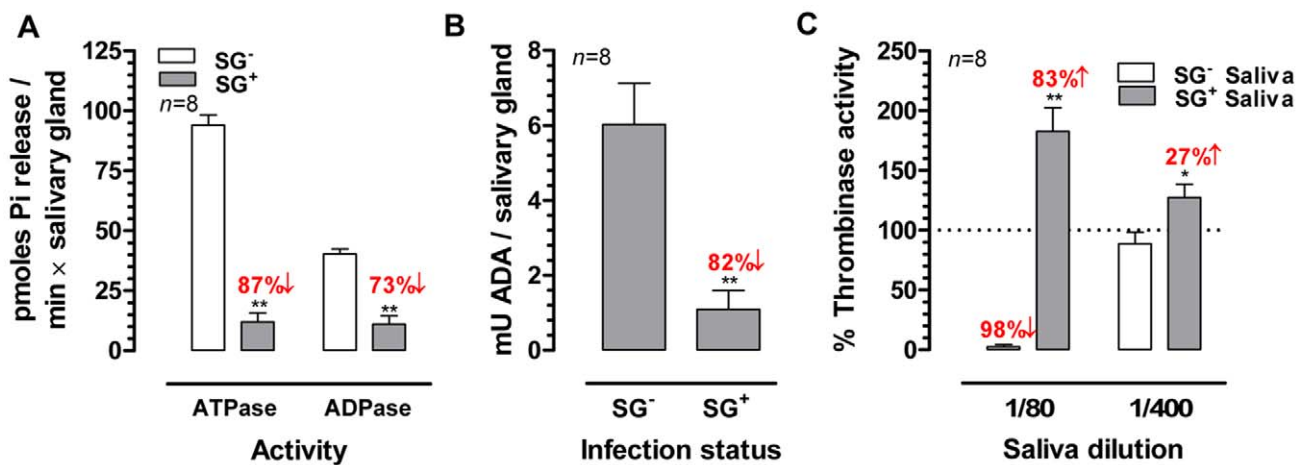 A
pmoles Pi release /
min × salivary gland
125
100
75
50
25
0
SG⁻
SG⁺
n=8
87%↓
**
73%↓
**
ATPase ADPase
Activity
B
mU ADA / salivary gland
8
6
4
2
0
n=8
82%↓
**
SG⁻ SG⁺
Infection status
C
% Thrombinase activity
250
200
150
100
50
0
n=8
SG⁻ Saliva
SG⁺ Saliva
98%↓
83%↑
**
27%↑
*
1/80 1/400
Saliva dilution